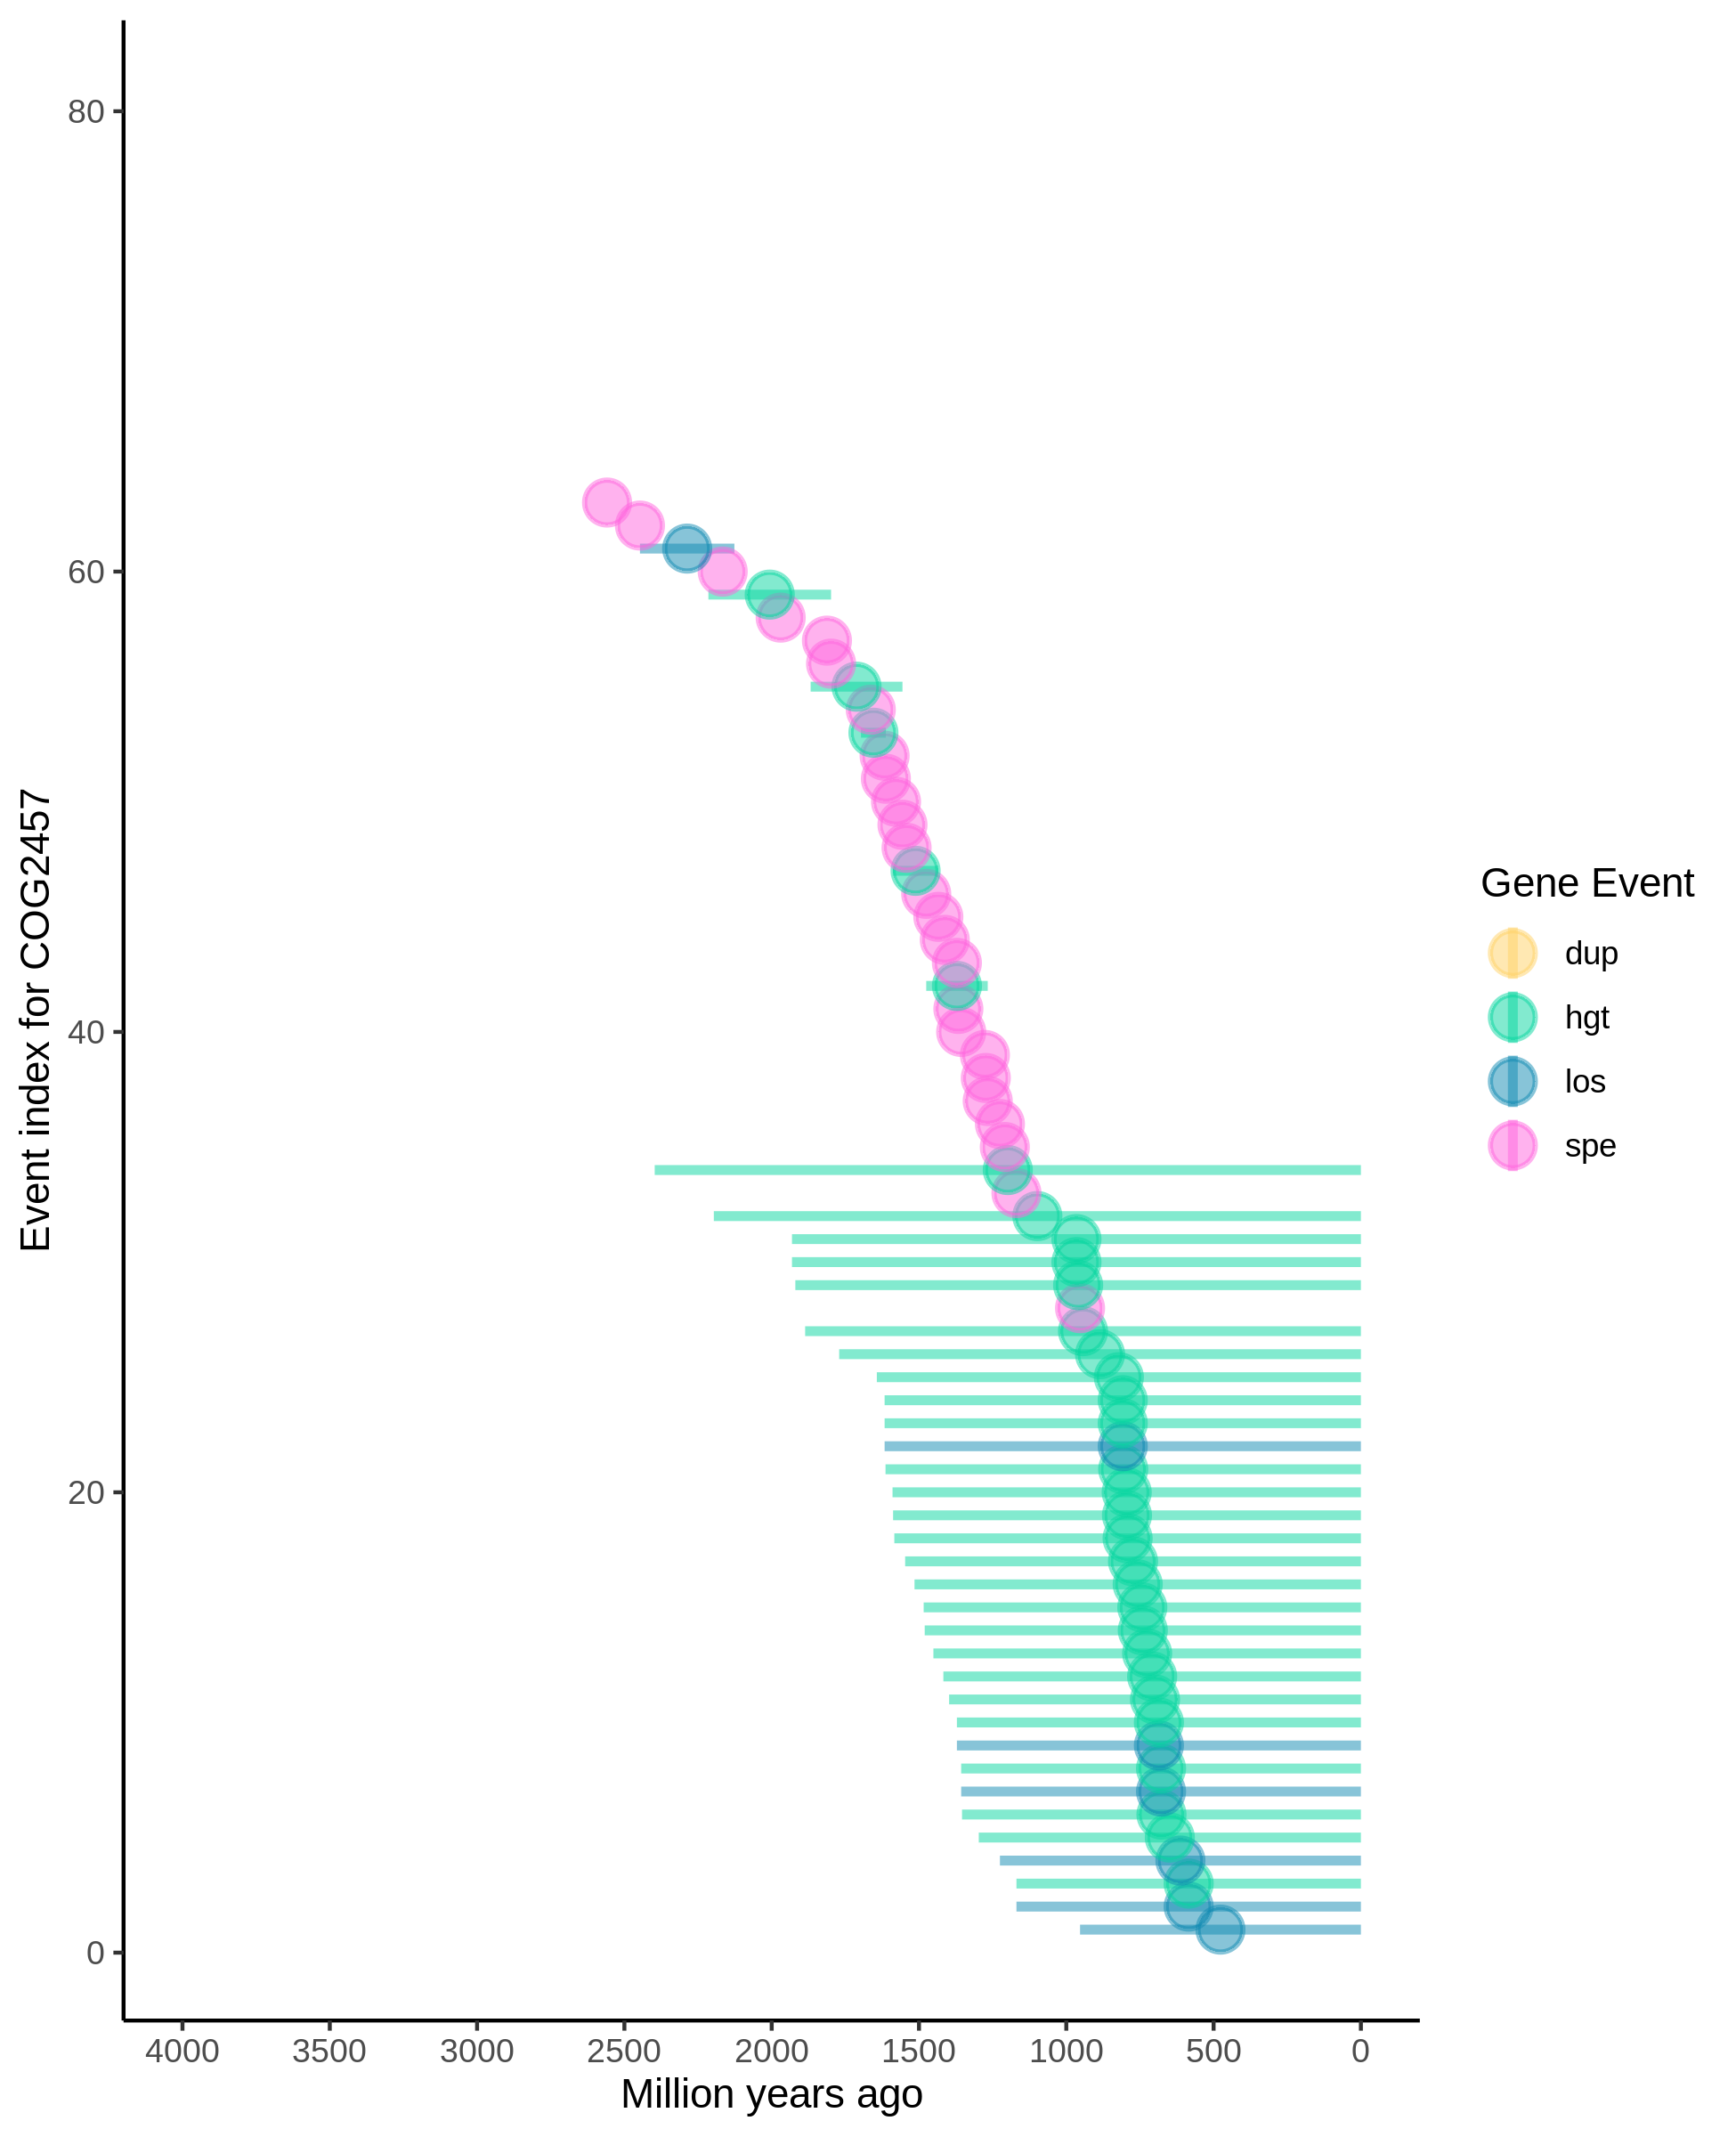 80
60
40
20
0
Event index for COG2457
4000 3500 3000 2500 2000 1500 1000 500 0
Million years ago
Gene Event
dup
hgt
los
spe